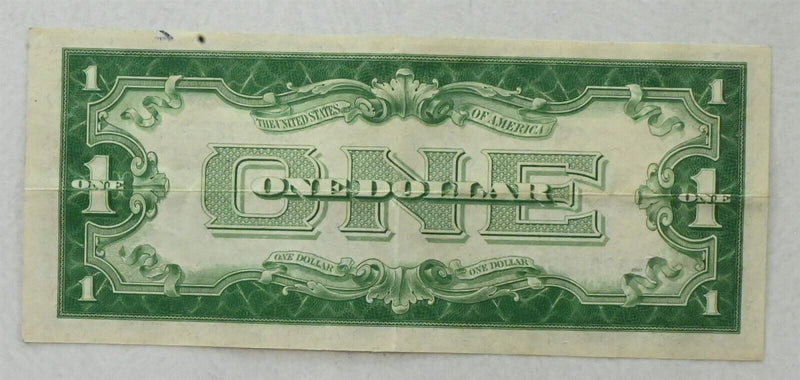 1 1
THE UNITED STATES OF AMERICA
ONE
1 ONE DOLLAR 1
ONE ONE
ONE DOLLAR ONE DOLLAR
1 1